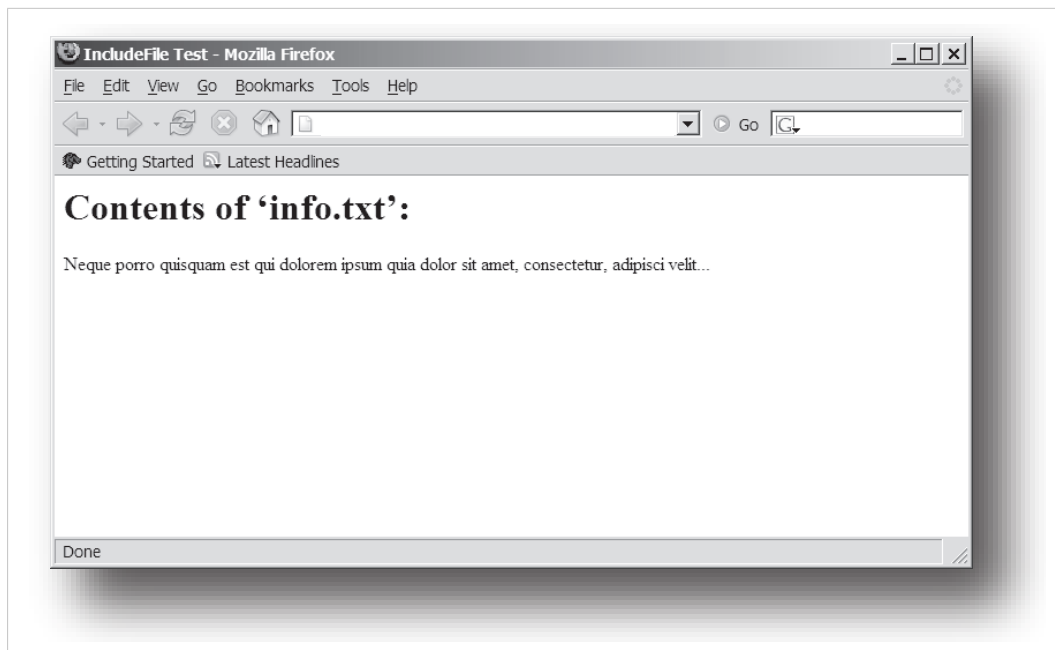 IncludeFile Test - Mozilla Firefox
File Edit View Go Bookmarks Tools Help
Go G
Getting Started Latest Headlines
Contents of ‘info.txt’:
Neque porro quisquam est qui dolorem ipsum quia dolor sit amet, consectetur, adipisci velit...
Done